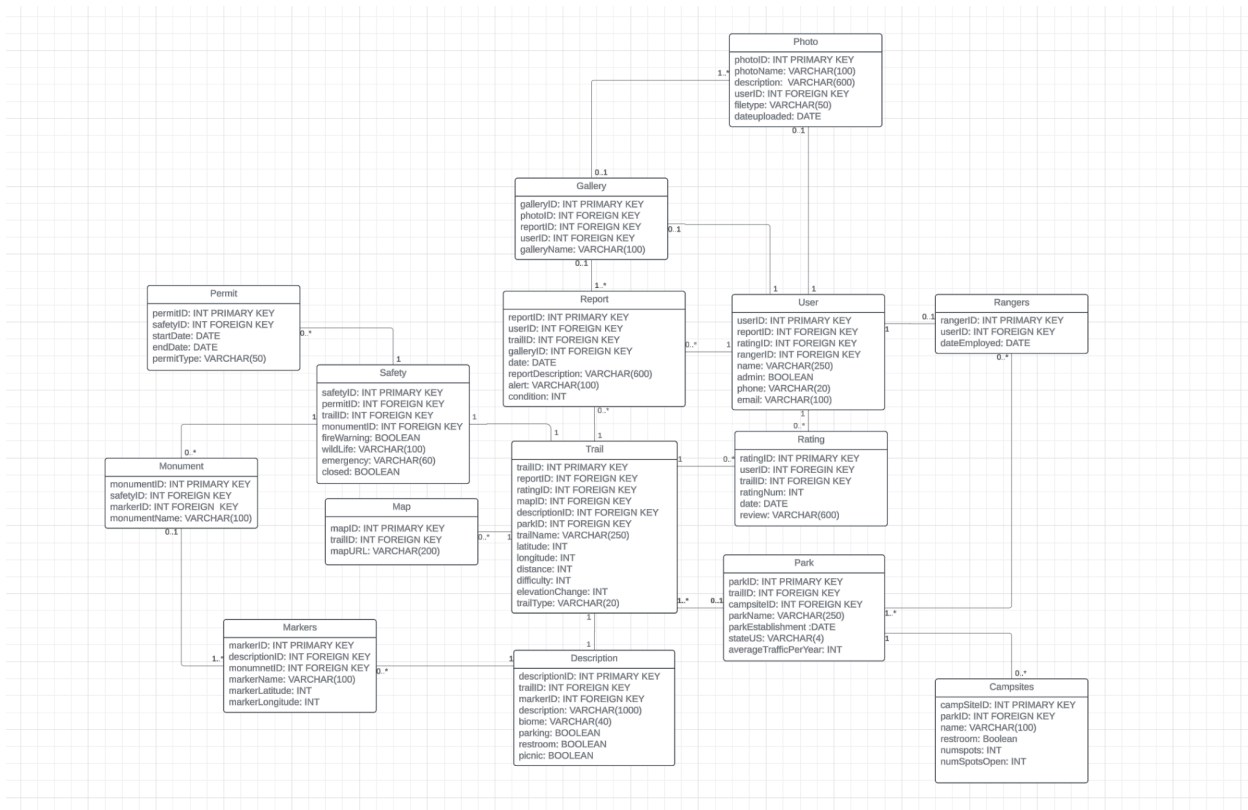 Photo
photoID: INT PRIMARY KEY
photoName: VARCHAR(100)
description: VARCHAR(600)
userID: INT FOREIGN KEY
filetype: VARCHAR(50)
dateuploaded: DATE
1..*
0..1
0..1
Gallery
galleryID: INT PRIMARY KEY
photoID: INT FOREIGN KEY
reportID: INT FOREIGN KEY
userID: INT FOREIGN KEY
galleryName: VARCHAR(100)
0..1
0..1
1..*
1
1
Permit
permitID: INT PRIMARY KEY
safetyID: INT FOREIGN KEY
startDate: DATE
endDate: DATE
permitType: VARCHAR(50)
0..*
1
Report
reportID: INT PRIMARY KEY
userID: INT FOREIGN KEY
trailID: INT FOREIGN KEY
galleryID: INT FOREIGN KEY
date: DATE
reportDescription: VARCHAR(600)
alert: VARCHAR(100)
condition: INT
0..*
1
0..*
1
User
userID: INT PRIMARY KEY
reportID: INT FOREIGN KEY
ratingID: INT FOREIGN KEY
rangerID: INT FOREIGN KEY
name: VARCHAR(250)
admin: BOOLEAN
phone: VARCHAR(20)
email: VARCHAR(100)
1
0..1
1
0..*
Rangers
rangerID: INT PRIMARY KEY
userID: INT FOREIGN KEY
dateEmployed: DATE
0..*
Safety
safetyID: INT PRIMARY KEY
permitID: INT FOREIGN KEY
trailID: INT FOREIGN KEY
monumentID: INT FOREIGN KEY
fireWarning: BOOLEAN
wildLife: VARCHAR(100)
emergency: VARCHAR(60)
closed: BOOLEAN
1
1
1
0..*
Monument
monumentID: INT PRIMARY KEY
safetyID: INT FOREIGN KEY
markerID: INT FOREIGN KEY
monumentName: VARCHAR(100)
0..1
Map
mapID: INT PRIMARY KEY
trailID: INT FOREIGN KEY
mapURL: VARCHAR(200)
0..*
1
Trail
trailID: INT PRIMARY KEY
reportID: INT FOREIGN KEY
ratingID: INT FOREIGN KEY
mapID: INT FOREIGN KEY
descriptionID: INT FOREIGN KEY
parkID: INT FOREIGN KEY
trailName: VARCHAR(250)
latitude: INT
longitude: INT
distance: INT
difficulty: INT
elevationChange: INT
trailType: VARCHAR(20)
1
0..*
1..*
0..1
1
1
Rating
ratingID: INT PRIMARY KEY
userID: INT FOREGIN KEY
trailID: INT FOREIGN KEY
ratingNum: INT
date: DATE
review: VARCHAR(600)
Park
parkID: INT PRIMARY KEY
trailID: INT FOREIGN KEY
campsiteID: INT FOREIGN KEY
parkName: VARCHAR(250)
parkEstablishment :DATE
stateUS: VARCHAR(4)
averageTrafficPerYear: INT
1..*
1
0..*
Markers
markerID: INT PRIMARY KEY
descriptionID: INT FOREIGN KEY
monumnetID: INT FOREIGN KEY
markerName: VARCHAR(100)
markerLatitude: INT
markerLongitude: INT
1..*
0..*
1
Description
descriptionID: INT PRIMARY KEY
trailID: INT FOREIGN KEY
markerID: INT FOREIGN KEY
description: VARCHAR(1000)
biome: VARCHAR(40)
parking: BOOLEAN
restroom: BOOLEAN
picnic: BOOLEAN
Campsites
campSiteID: INT PRIMARY KEY
parkID: INT FOREIGN KEY
name: VARCHAR(100)
restroom: Boolean
numspots: INT
numSpotsOpen: INT